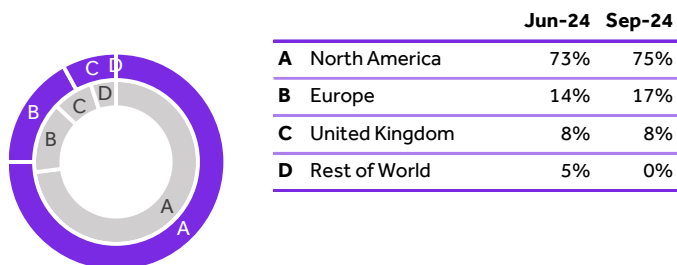 Jun-24 Sep-24
A North America 73% 75%
B Europe 14% 17%
C United Kingdom 8% 8%
D Rest of World 5% 0%
C D
D
C
B
B
A
A